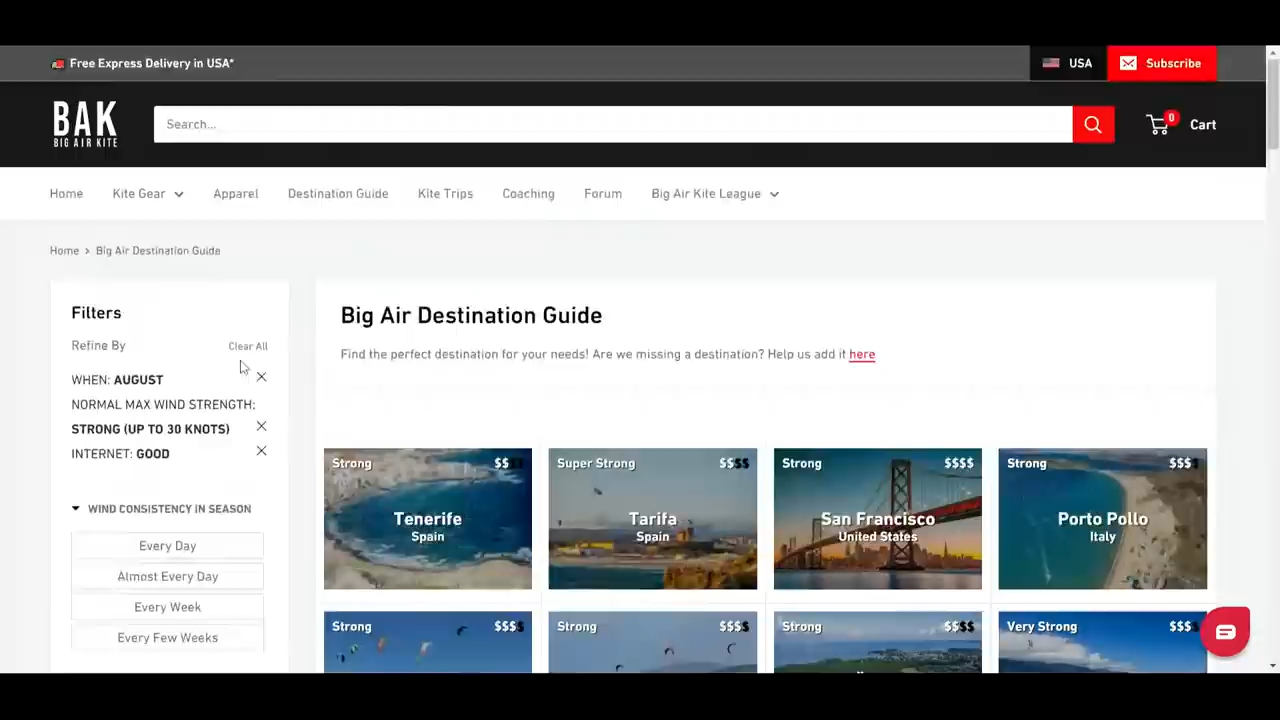 Free Express Delivery in USA*
USA
Subscribe
BAK
BIG AIR KITE
Search...
0
Cart
Home
Kite Gear
Apparel
Destination Guide
Kite Trips
Coaching
Forum
Big Air Kite League
Home > Big Air Destination Guide
Filters
Refine By
Clear All
WHEN: AUGUST
NORMAL MAX WIND STRENGTH:
STRONG (UP TO 30 KNOTS)
INTERNET: GOOD
WIND CONSISTENCY IN SEASON
Every Day
Almost Every Day
Every Week
Every Few Weeks
Big Air Destination Guide
Find the perfect destination for your needs! Are we missing a destination? Help us add it here
Strong $$$$
Tenerife
Spain
Super Strong $$$$
Tarifa
Spain
Strong $$$$
San Francisco
United States
Strong $$$$
Porto Pollo
Italy
Strong $$$$
Strong $$$$
Strong $$$$
Very Strong $$$$